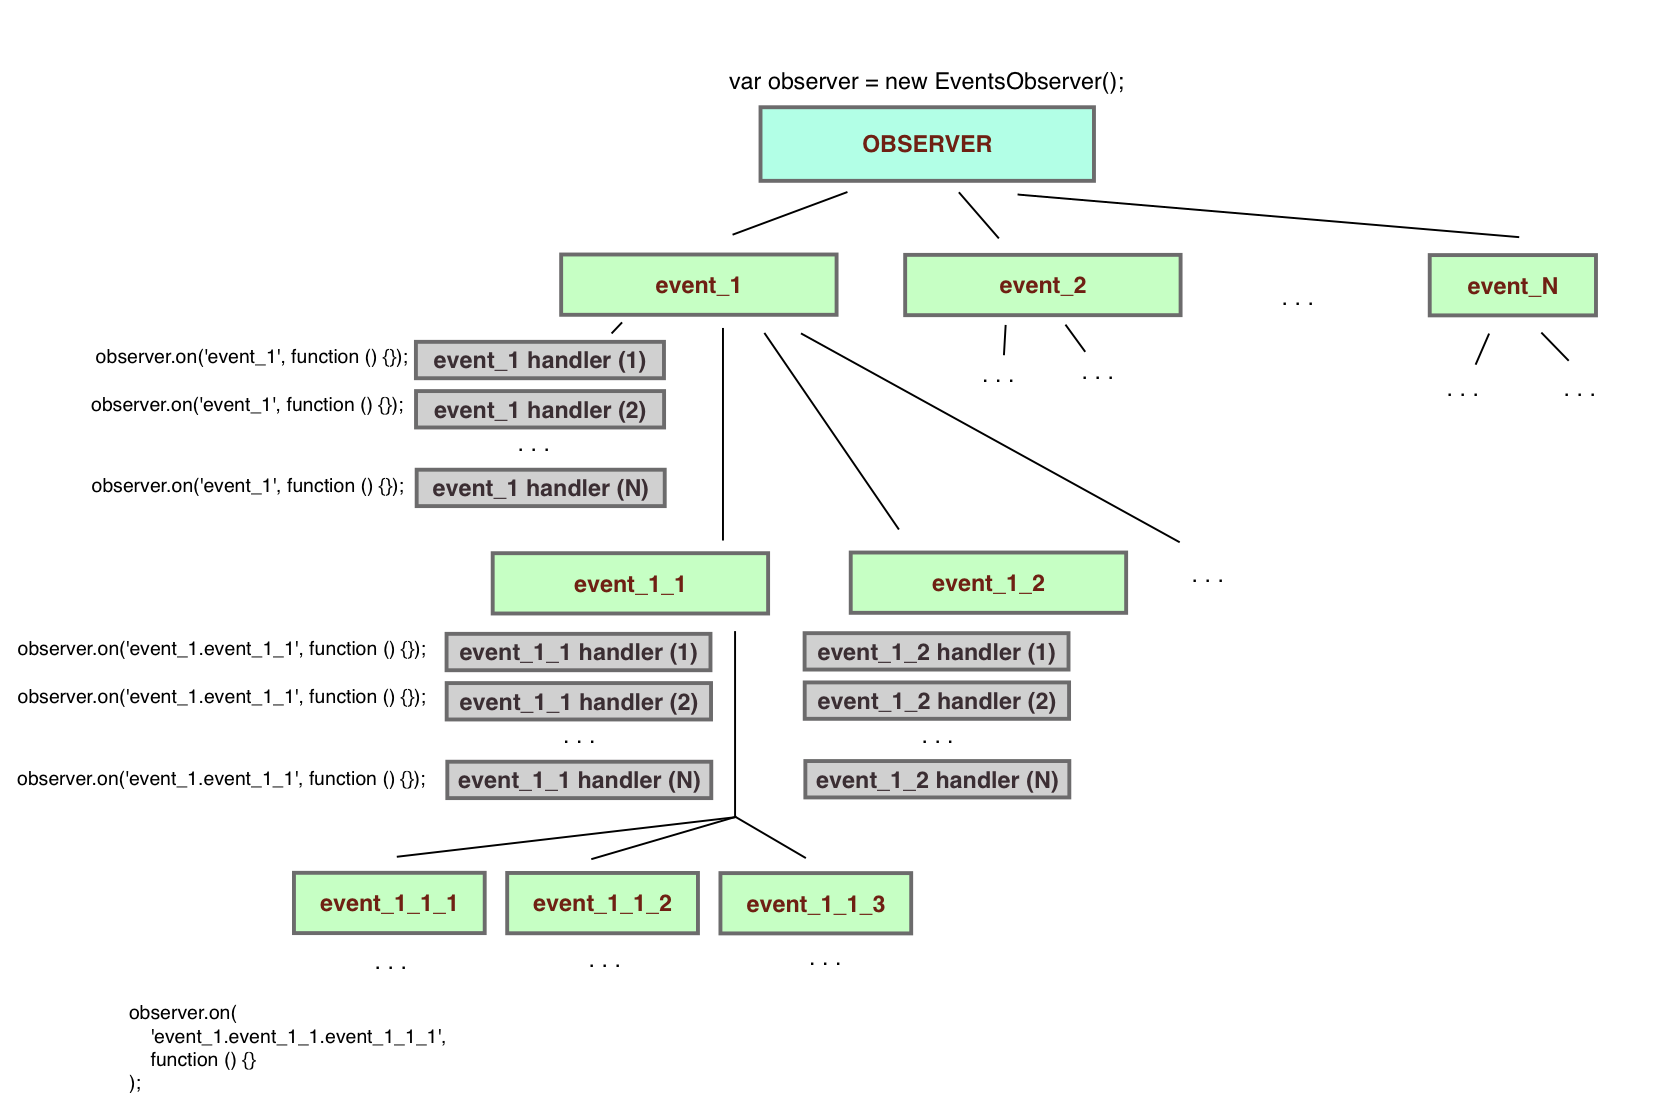 var observer = new EventsObserver();
OBSERVER
event_1
event_2
. . .
event_N
observer.on('event_1', function () {});
event_1 handler (1)
. . .
. . .
. . .
. . .
observer.on('event_1', function () {});
event_1 handler (2)
. . .
observer.on('event_1', function () {});
event_1 handler (N)
event_1_1
event_1_2
. . .
observer.on('event_1.event_1_1', function () {});
event_1_1 handler (1)
event_1_2 handler (1)
observer.on('event_1.event_1_1', function () {});
event_1_1 handler (2)
event_1_2 handler (2)
. . .
. . .
observer.on('event_1.event_1_1', function () {});
event_1_1 handler (N)
event_1_2 handler (N)
event_1_1_1
event_1_1_2
event_1_1_3
. . .
. . .
. . .
observer.on(
'event_1.event_1_1.event_1_1_1',
function () {}
);